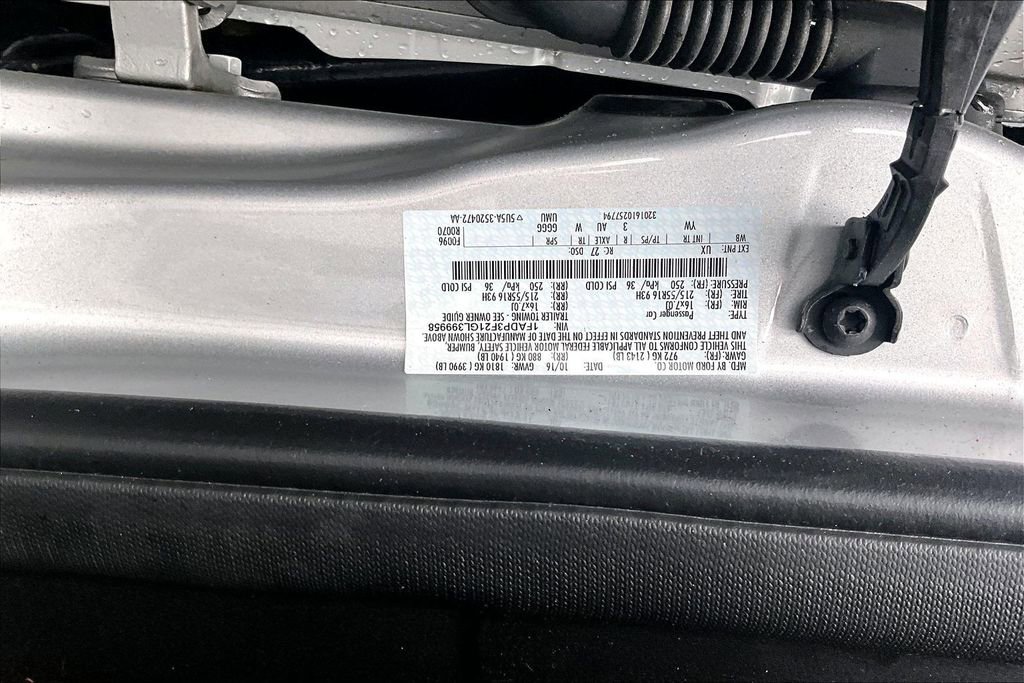 MFD. BY FORD MOTOR CO.
DATE: 10/16 GVWR: 1810 KG ( 3990 LB)
GAWR: (FR): 972 KG ( 2143 LB) (RR): 880 KG ( 1940 LB)
THIS VEHICLE CONFORMS TO ALL APPLICABLE FEDERAL MOTOR VEHICLE SAFETY, BUMPER,
AND THEFT PREVENTION STANDARDS IN EFFECT ON THE DATE OF MANUFACTURE SHOWN ABOVE.
VIN: 1FADP3F21GL399958
TYPE: Passenger Car TRAILER TOWING - SEE OWNER GUIDE
RIM: (FR): 16x7.0J (RR): 16x7.0J
TIRE: (FR): 215/55R16 93H (RR): 215/55R16 93H
PRESSURE: (FR): 250 kPa/ 36 PSI COLD (RR): 250 kPa/ 36 PSI COLD
EXT PNT: UX RC: 27 DSO: F0096
WB INT TR TP/PS R AXLE TR SPR R0070
YW 3 AU W GGGG UMU
3201610257794 5U5A-3520472-AA